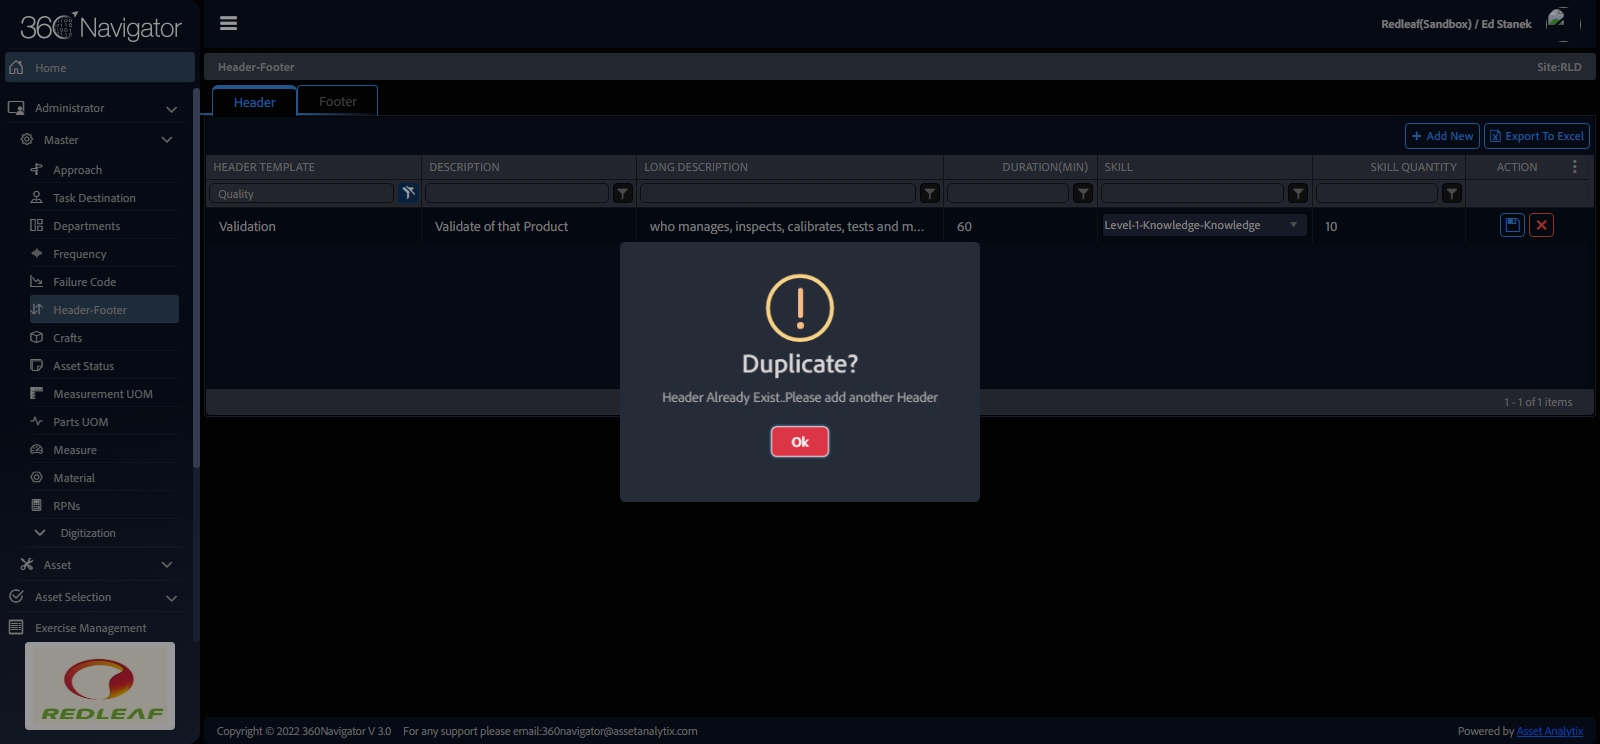 360 Navigator
Redleaf(Sandbox) / Ed Stanek
Home
Header-Footer
Site:RLD
Administrator
Header
Footer
Master
Add New
Export To Excel
Approach
HEADER TEMPLATE
DESCRIPTION
LONG DESCRIPTION
DURATION(MIN)
SKILL
SKILL QUANTITY
ACTION
Task Destination
Quality
Departments
Validation
Validate of that Product
who manages, inspects, calibrates, tests and m...
60
Level-1-Knowledge-Knowledge
10
Frequency
Failure Code
Header-Footer
Crafts
Asset Status
Measurement UOM
Parts UOM
Measure
Material
RPNs
Digitization
Asset
Asset Selection
Exercise Management
REDLEAF
Duplicate?
Header Already Exist..Please add another Header
Ok
1 - 1 of 1 items
Copyright © 2022 360Navigator V 3.0
For any support please email:360navigator@assetanalytix.com
Powered by Asset Analytix